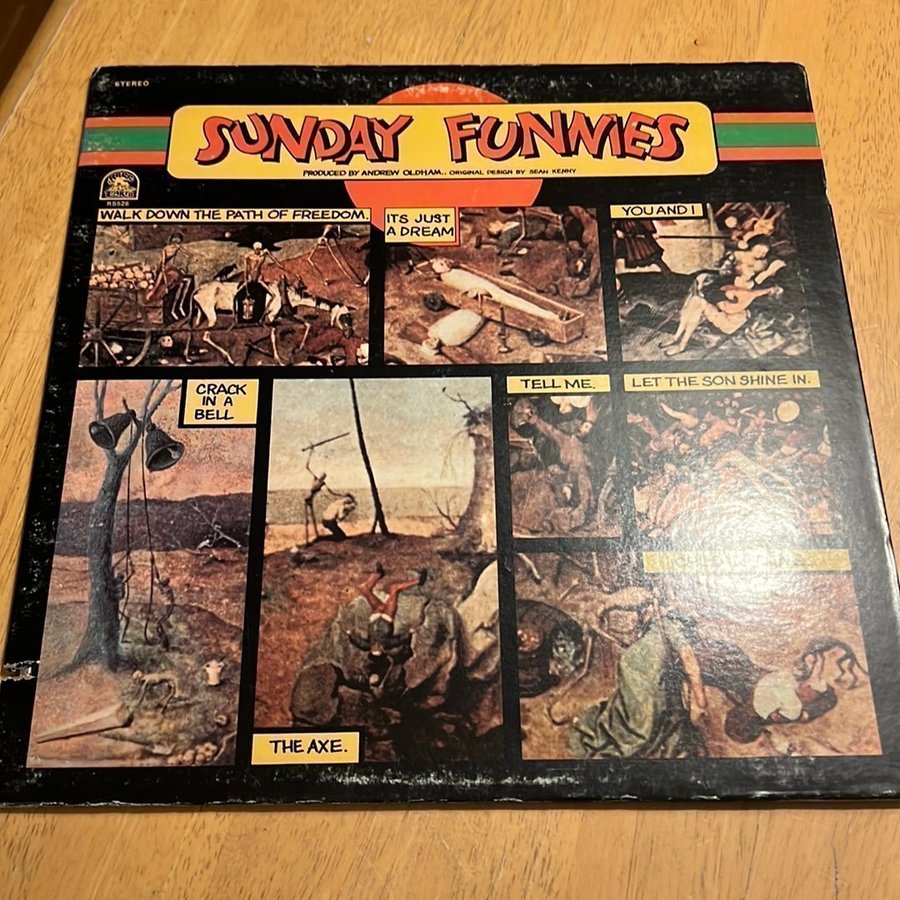 STEREO
SUNDAY FUNNIES
PRODUCED BY ANDREW OLDHAM.. ORIGINAL DESIGN BY SEAN KENNY
RS526
WALK DOWN THE PATH OF FREEDOM.
ITS JUST
A DREAM
YOU AND I
CRACK
IN A
BELL
TELL ME.
LET THE SON SHINE IN.
THE AXE.